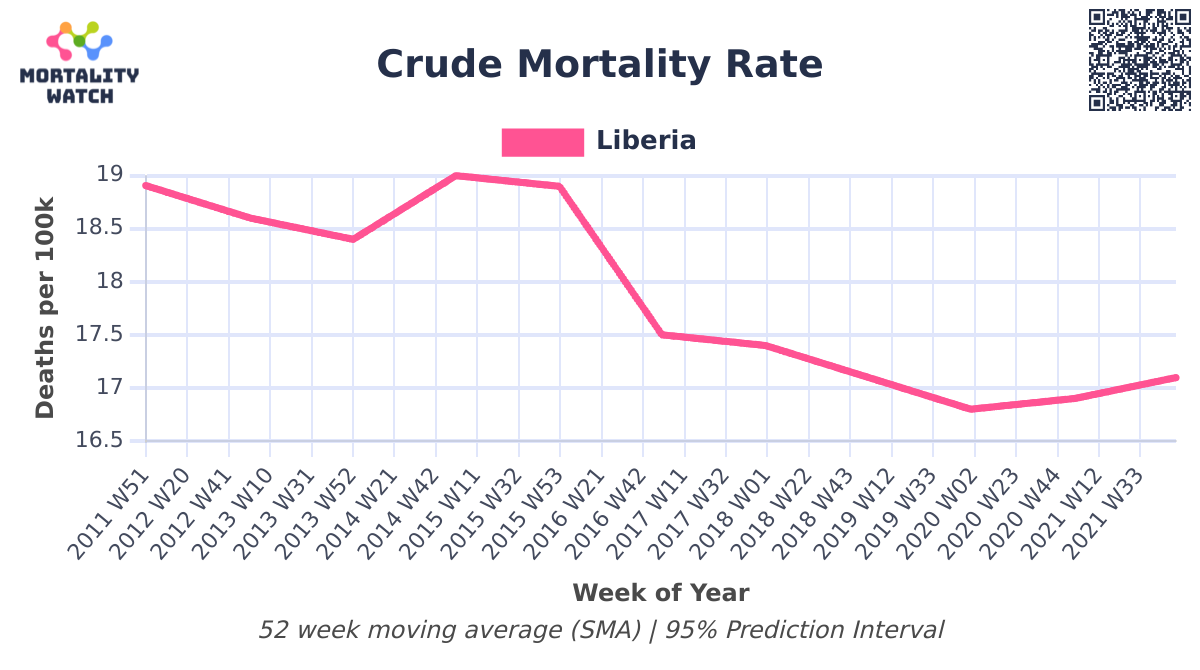 MORTALITY
WATCH
Crude Mortality Rate
Liberia
Deaths per 100k
19
18.5
18
17.5
17
16.5
2011 W51
2012 W20
2012 W41
2013 W10
2013 W31
2013 W52
2014 W21
2014 W42
2015 W11
2015 W32
2015 W53
2016 W21
2016 W42
2017 W11
2017 W32
2018 W01
2018 W22
2018 W43
2019 W12
2019 W33
2020 W02
2020 W23
2020 W44
2021 W12
2021 W33
Week of Year
52 week moving average (SMA) | 95% Prediction Interval